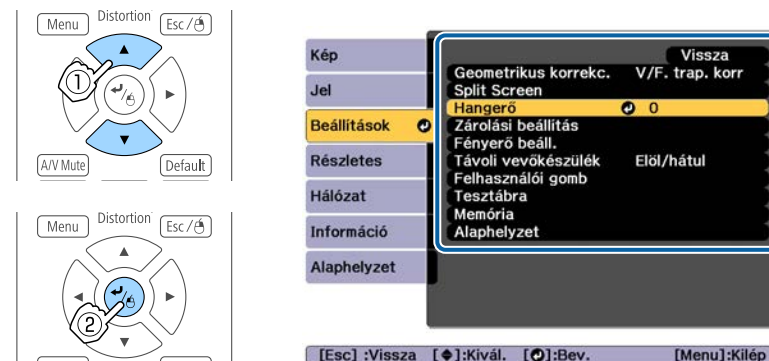 Menu Distortion Esc/
1
A/V Mute Default
Menu Distortion Esc/
2
Kép
Jel
Beállítások
Részletes
Hálózat
Információ
Alaphelyzet
Vissza
Geometrikus korrekc. V/F. trap. korr
Split Screen
Hangerő 0
Zárolási beállítás
Fényerő beáll.
Távoli vevőkészülék Elöl/hátul
Felhasználói gomb
Tesztábra
Memória
Alaphelyzet
[Esc] :Vissza [◆]:Kivál. [↵]:Bev. [Menu]:Kilép